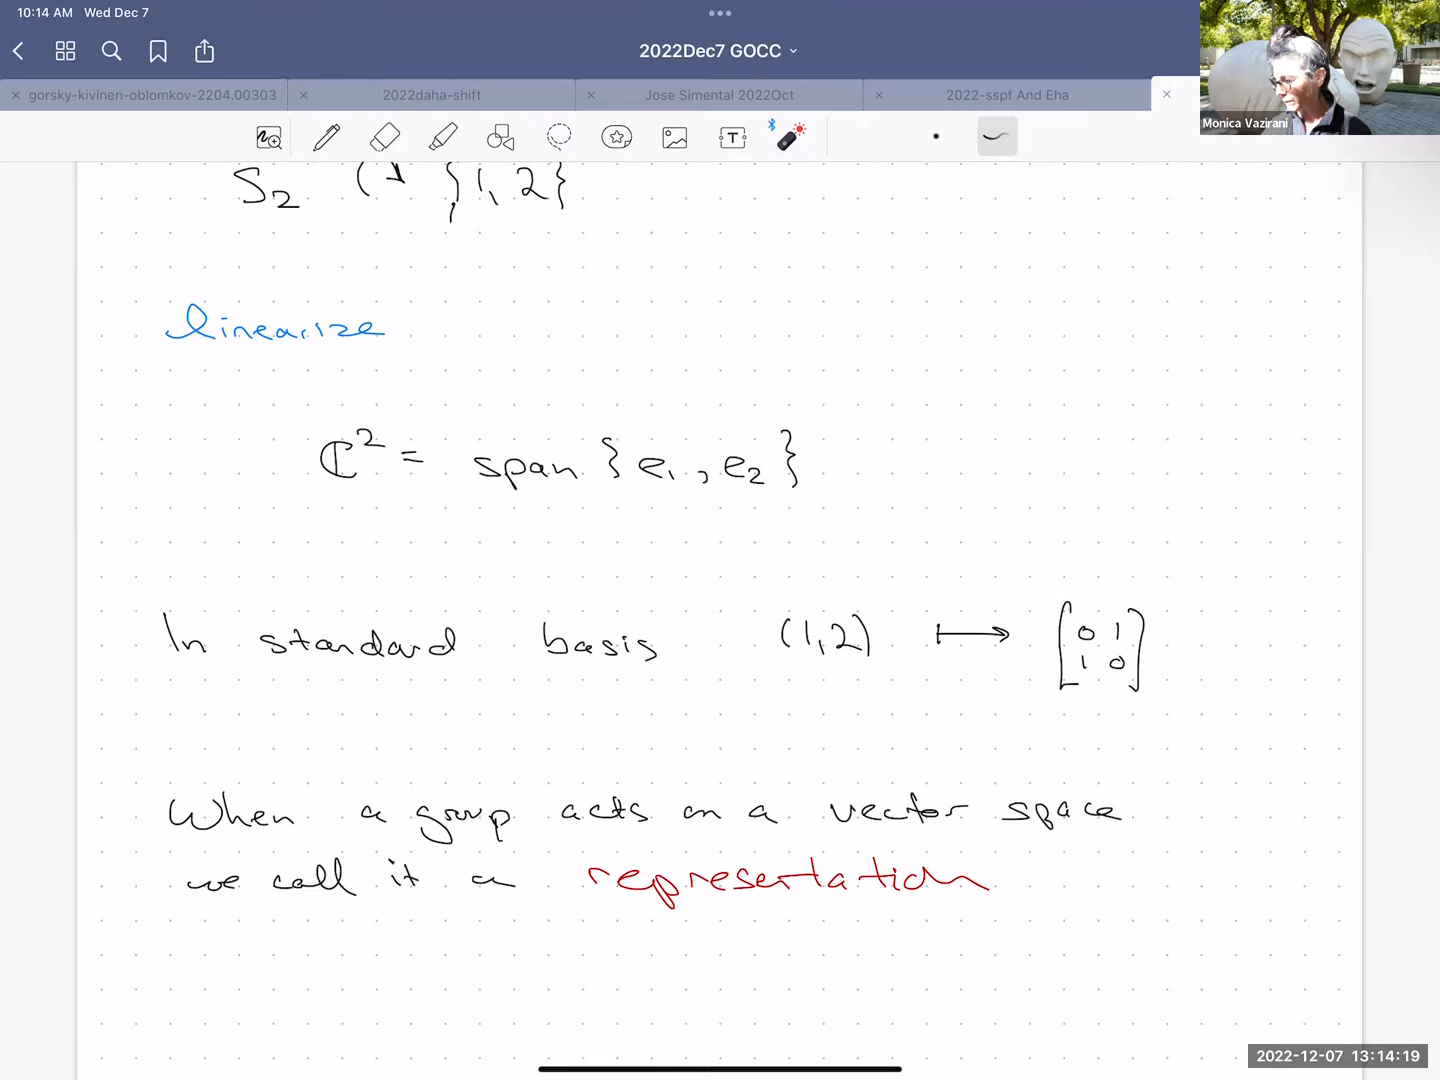 10:14 AM Wed Dec 7
2022Dec7 GOCC
gorsky-kivinen-oblomkov-2204.00303
2022daha-shift
Jose Simental 2022Oct
2022-sspf And Eha
T
Monica Vazirani
S₂ {1, 2}
linearize
ℂ² = span {e₁, e₂}
In standard basis (1,2) ↦ [0 1
1 0]
When a group acts on a vector space
we call it a representation
2022-12-07 13:14:19